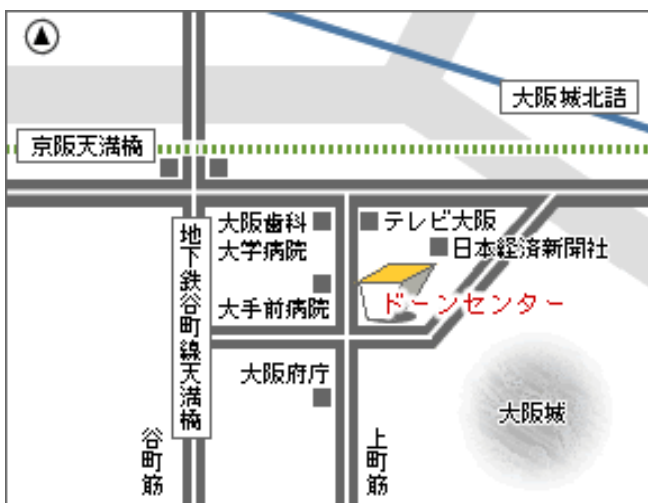 大阪城北詰
京阪天満橋
大阪歯科
大学病院
テレビ大阪
日本経済新聞社
地下鉄谷町線天満橋
大手前病院
ドーンセンター
大阪府庁
大阪城
谷町筋
上町筋